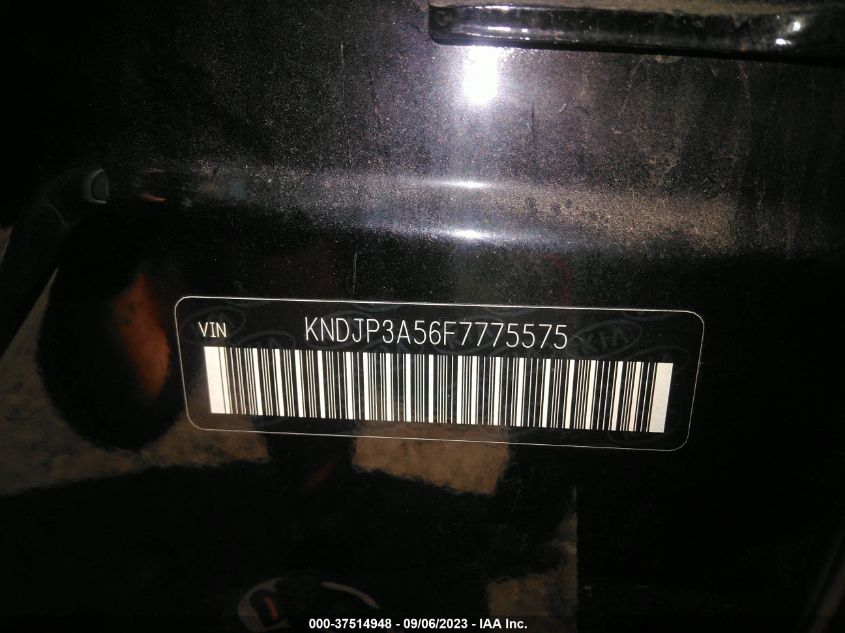 VIN KNDJP3A56F7775575
000-37514948 - 09/06/2023 - IAA Inc.